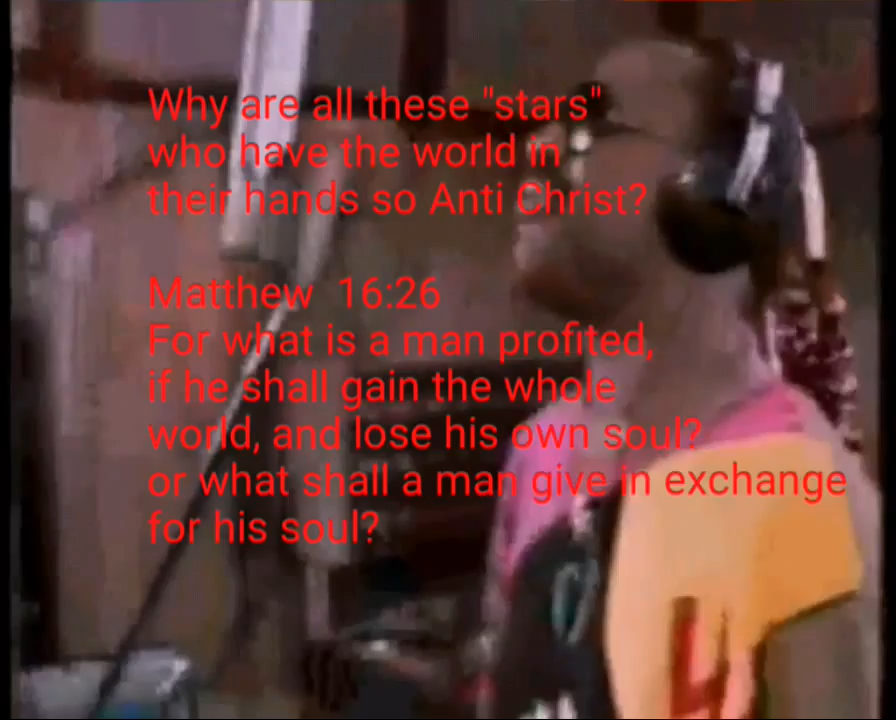 Why are all these "stars"
who have the world in
their hands so Anti Christ?
Matthew 16:26
For what is a man profited,
if he shall gain the whole
world, and lose his own soul?
or what shall a man give in exchange
for his soul?